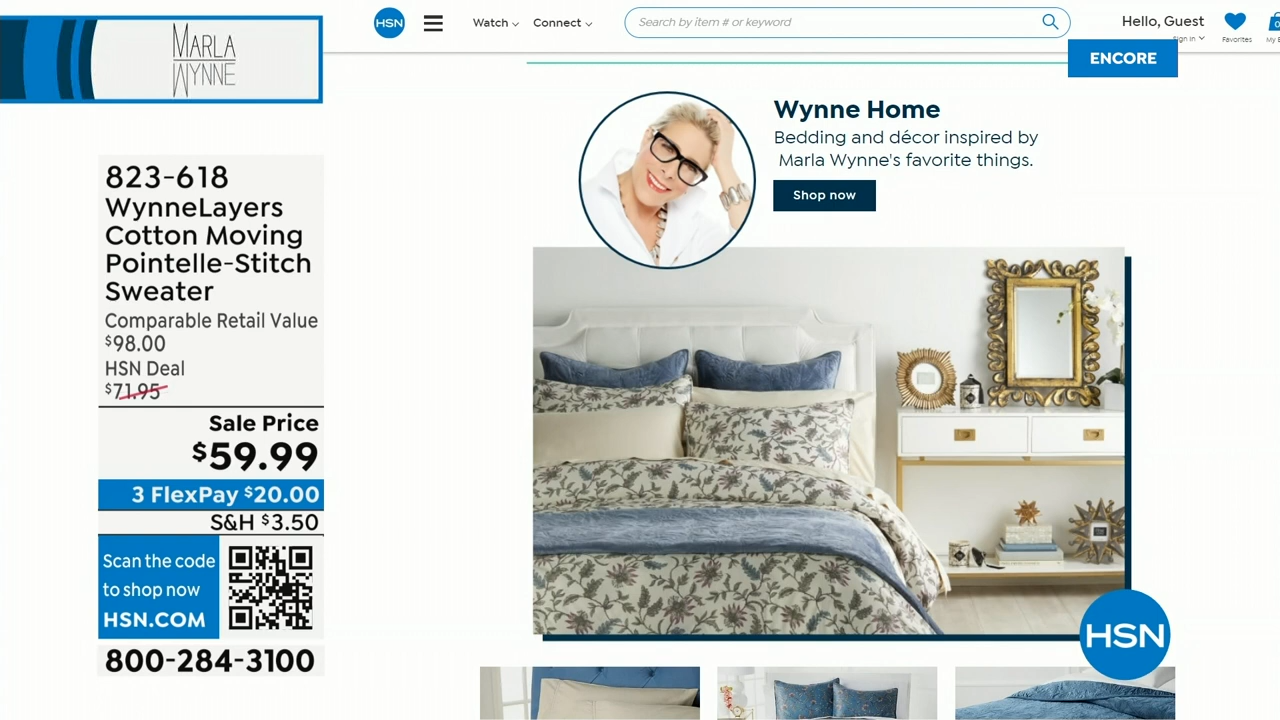 MARLA
WYNNE
823-618
WynneLayers
Cotton Moving
Pointelle-Stitch
Sweater
Comparable Retail Value
$98.00
HSN Deal
$71.95
Sale Price
$59.99
3 FlexPay $20.00
S&H $3.50
Scan the code
to shop now
HSN.COM
800-284-3100
HSN
Watch
Connect
Search by item # or keyword
Hello, Guest
Sign In
Favorites
0
ENCORE
Wynne Home
Bedding and décor inspired by
Marla Wynne's favorite things.
Shop now
HSN